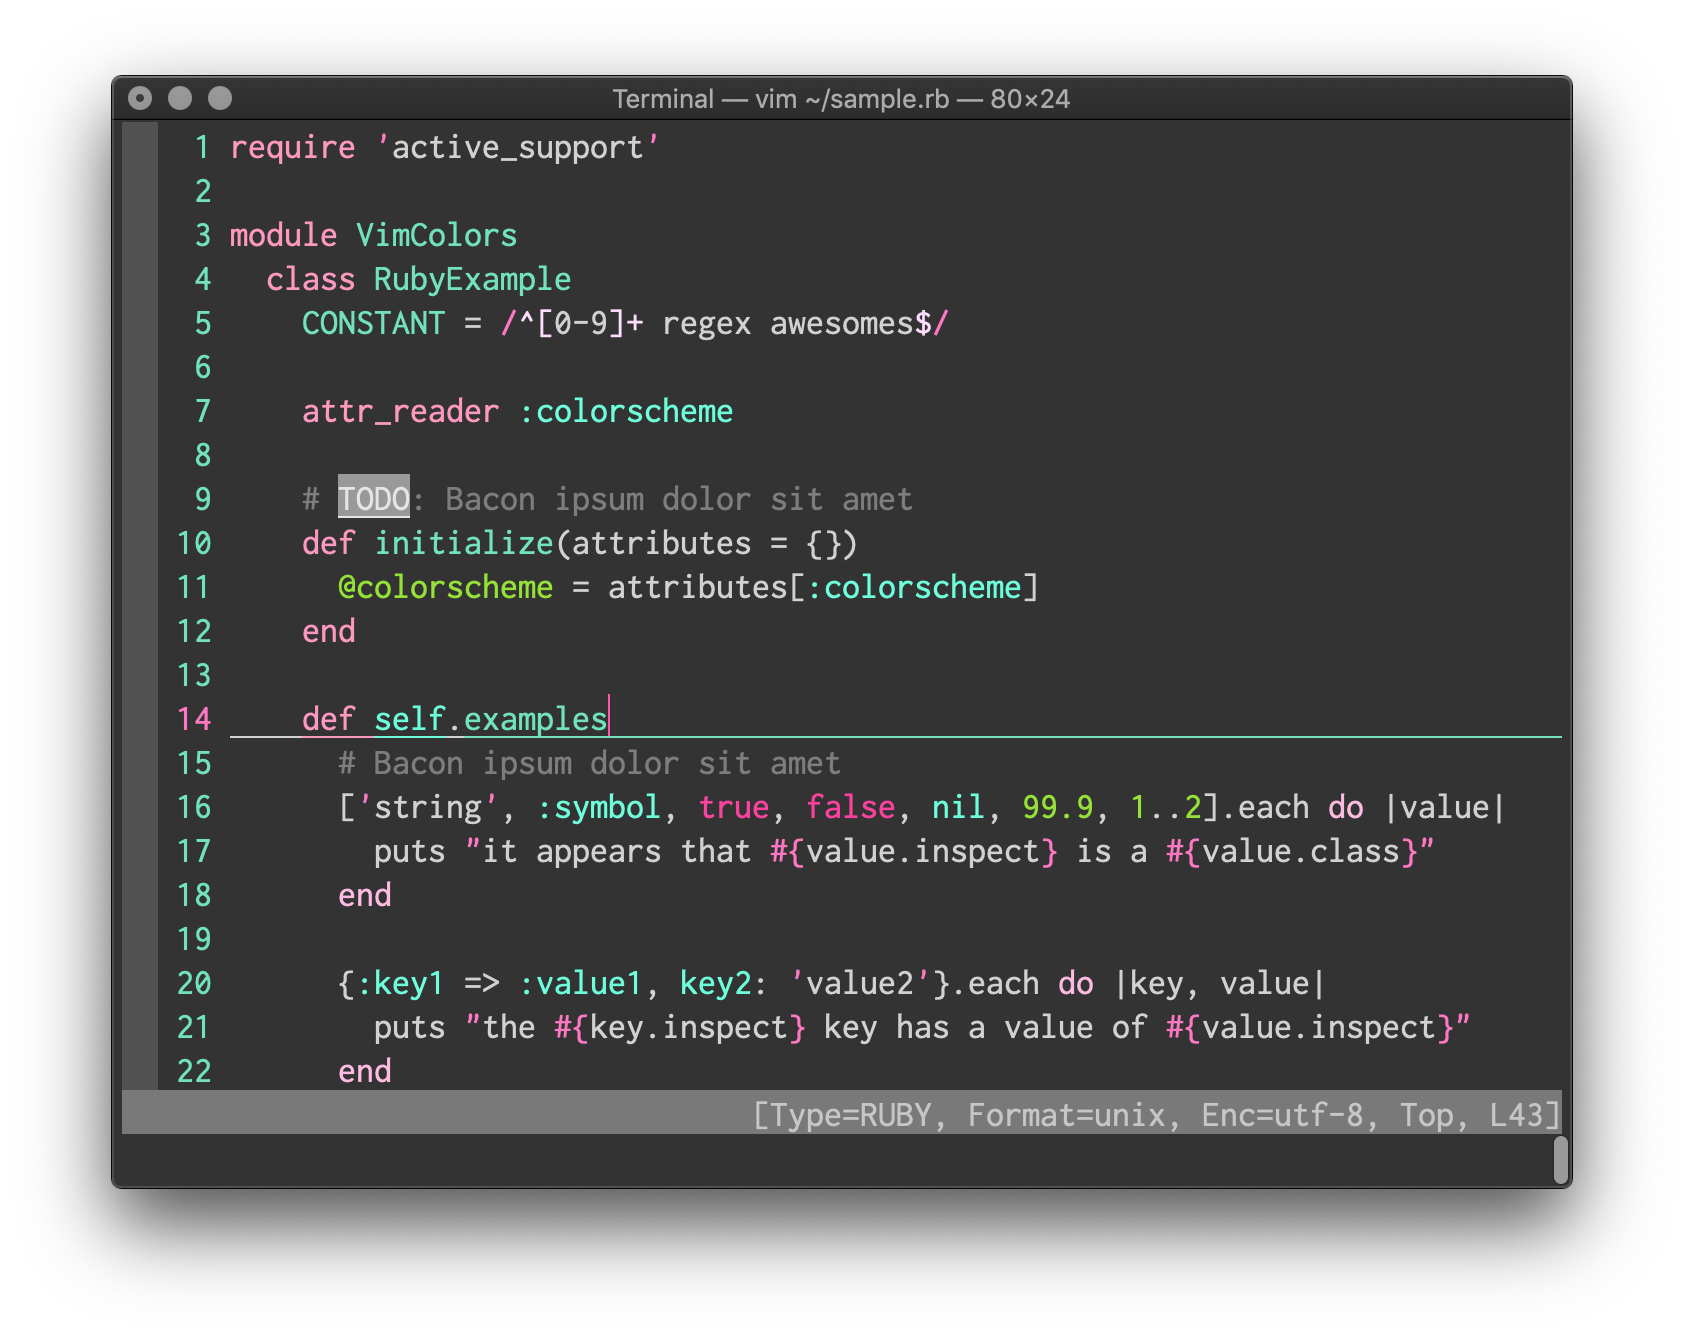 Terminal — vim ~/sample.rb — 80×24
1 require 'active_support'
2
3 module VimColors
4   class RubyExample
5     CONSTANT = /^[0-9]+ regex awesomes$/
6
7     attr_reader :colorscheme
8
9     # TODO: Bacon ipsum dolor sit amet
10     def initialize(attributes = {})
11       @colorscheme = attributes[:colorscheme]
12     end
13
14     def self.examples
15       # Bacon ipsum dolor sit amet
16       ['string', :symbol, true, false, nil, 99.9, 1..2].each do |value|
17         puts "it appears that #{value.inspect} is a #{value.class}"
18       end
19
20       {:key1 => :value1, key2: 'value2'}.each do |key, value|
21         puts "the #{key.inspect} key has a value of #{value.inspect}"
22       end
[Type=RUBY, Format=unix, Enc=utf-8, Top, L43]